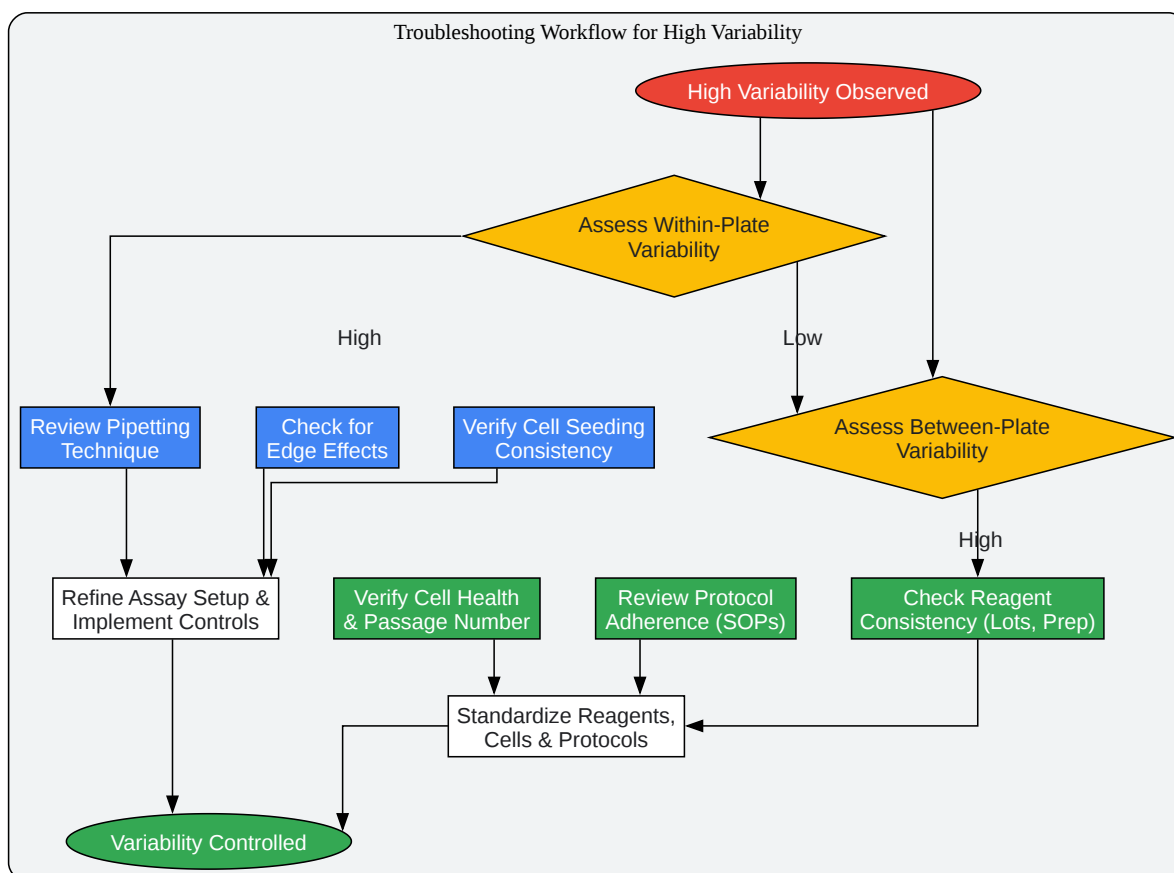 Troubleshooting Workflow for High Variability
High Variability Observed
Assess Within-Plate
Variability
High
Low
Review Pipetting
Technique
Check for
Edge Effects
Verify Cell Seeding
Consistency
Assess Between-Plate
Variability
High
Refine Assay Setup &
Implement Controls
Verify Cell Health
& Passage Number
Review Protocol
Adherence (SOPs)
Check Reagent
Consistency (Lots, Prep)
Standardize Reagents,
Cells & Protocols
Variability Controlled